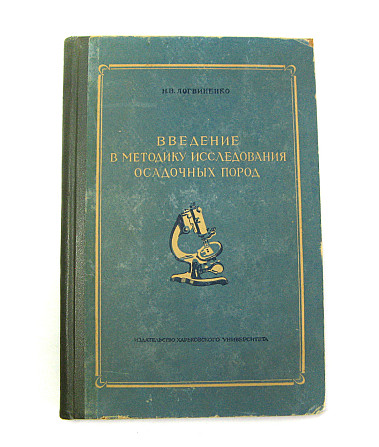 Н.В. ЛОГВИНЕНКО
ВВЕДЕНИЕ
В МЕТОДИКУ ИССЛЕДОВАНИЯ
ОСАДОЧНЫХ ПОРОД
ИЗДАТЕЛЬСТВО ХАРЬКОВСКОГО УНИВЕРСИТЕТА